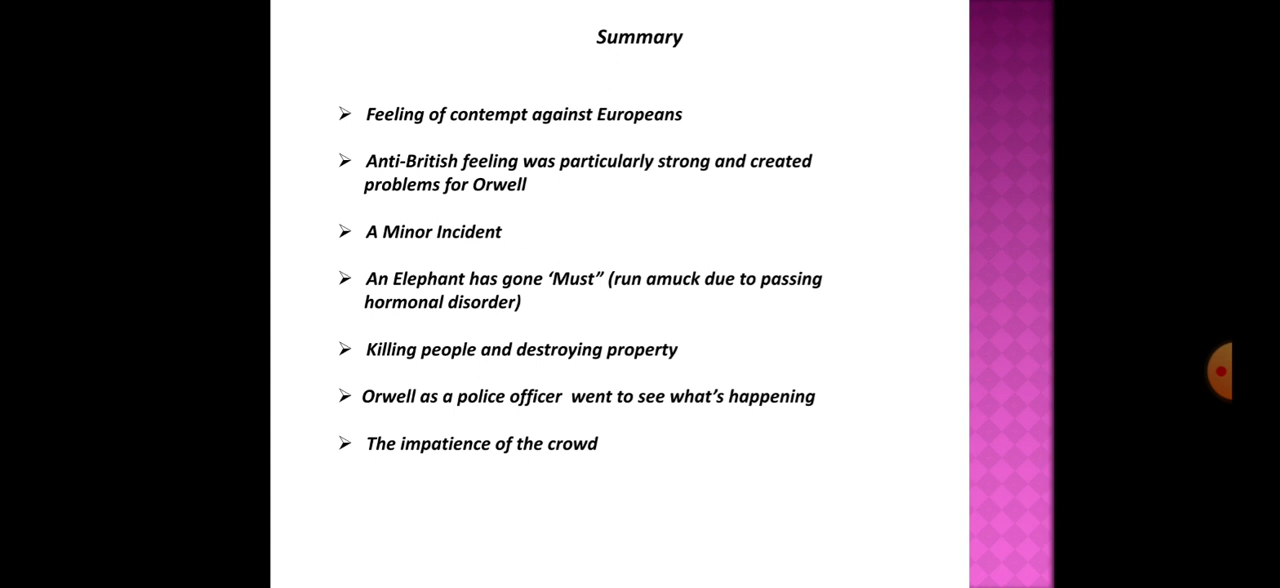 Summary
➢ Feeling of contempt against Europeans
➢ Anti-British feeling was particularly strong and created
problems for Orwell
➢ A Minor Incident
➢ An Elephant has gone ‘Must” (run amuck due to passing
hormonal disorder)
➢ Killing people and destroying property
➢ Orwell as a police officer  went to see what’s happening
➢ The impatience of the crowd